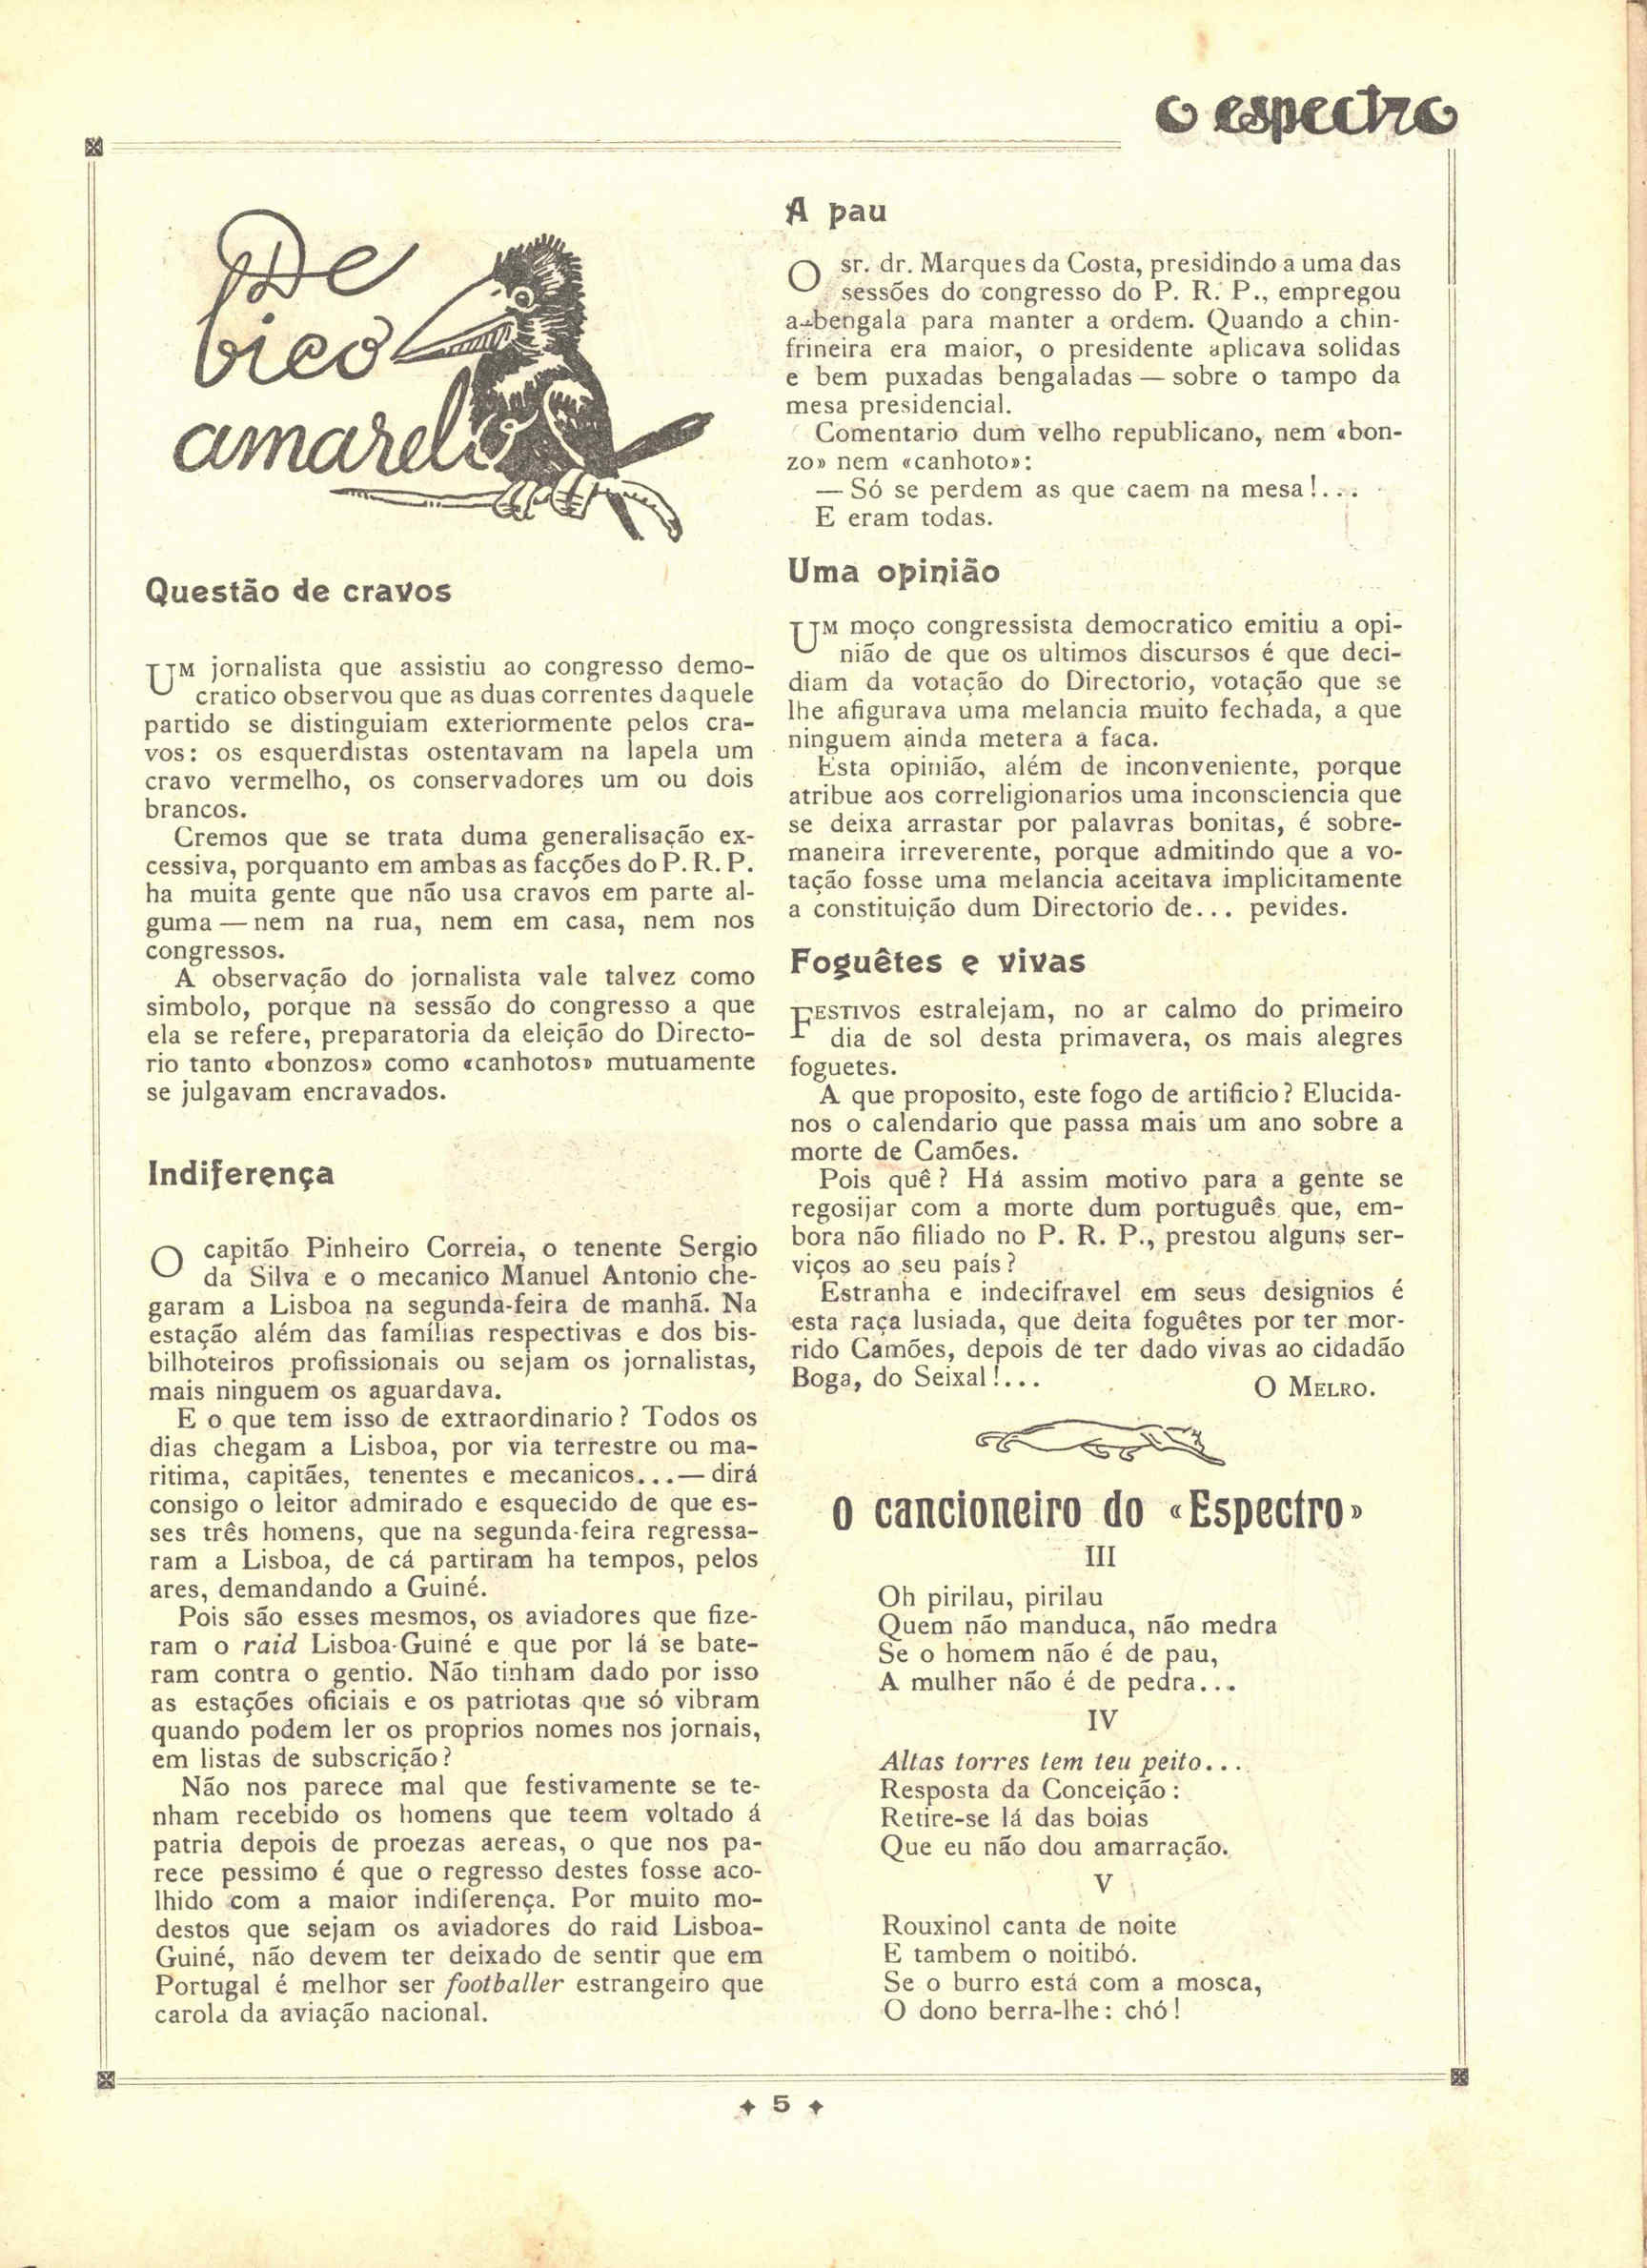 O espectro
De
bico
amarelo
Questão de cravos
UM jornalista que assistiu ao congresso demo-
cratico observou que as duas correntes daquele
partido se distinguiam exteriormente pelos cra-
vos: os esquerdistas ostentavam na lapela um
cravo vermelho, os conservadores um ou dois
brancos.
Cremos que se trata duma generalisação ex-
cessiva, porquanto em ambas as facções do P. R. P.
ha muita gente que não usa cravos em parte al-
guma — nem na rua, nem em casa, nem nos
congressos.
A observação do jornalista vale talvez como
simbolo, porque na sessão do congresso a que
ela se refere, preparatoria da eleição do Directo-
rio tanto «bonzos» como «canhotos» mutuamente
se julgavam encravados.
Indiferença
O capitão Pinheiro Correia, o tenente Sergio
da Silva e o mecanico Manuel Antonio che-
garam a Lisboa na segunda-feira de manhã. Na
estação além das famílias respectivas e dos bis-
bilhoteiros profissionais ou sejam os jornalistas,
mais ninguem os aguardava.
E o que tem isso de extraordinario? Todos os
dias chegam a Lisboa, por via terrestre ou ma-
ritima, capitães, tenentes e mecanicos...— dirá
consigo o leitor admirado e esquecido de que es-
ses três homens, que na segunda-feira regressa-
ram a Lisboa, de cá partiram ha tempos, pelos
ares, demandando a Guiné.
Pois são esses mesmos, os aviadores que fize-
ram o raid Lisboa-Guiné e que por lá se bate-
ram contra o gentio. Não tinham dado por isso
as estações oficiais e os patriotas que só vibram
quando podem ler os proprios nomes nos jornais,
em listas de subscrição?
Não nos parece mal que festivamente se te-
nham recebido os homens que teem voltado á
patria depois de proezas aereas, o que nos pa-
rece pessimo é que o regresso destes fosse aco-
lhido com a maior indiferença. Por muito mo-
destos que sejam os aviadores do raid Lisboa-
Guiné, não devem ter deixado de sentir que em
Portugal é melhor ser footballer estrangeiro que
carola da aviação nacional.
A pau
O sr. dr. Marques da Costa, presidindo a uma das
sessões do congresso do P. R. P., empregou
a bengala para manter a ordem. Quando a chin-
frineira era maior, o presidente aplicava solidas
e bem puxadas bengaladas — sobre o tampo da
mesa presidencial.
Comentario dum velho republicano, nem «bon-
zo» nem «canhoto»:
— Só se perdem as que caem na mesa!...
E eram todas.
Uma opinião
UM moço congressista democratico emitiu a opi-
nião de que os ultimos discursos é que deci-
diam da votação do Directorio, votação que se
lhe afigurava uma melancia muito fechada, a que
ninguem ainda metera a faca.
Esta opinião, além de inconveniente, porque
atribue aos correligionarios uma inconsciencia que
se deixa arrastar por palavras bonitas, é sobre-
maneira irreverente, porque admitindo que a vo-
tação fosse uma melancia aceitava implicitamente
a constituição dum Directorio de... pevides.
Foguêtes e vivas
FESTIVOS estralejam, no ar calmo do primeiro
dia de sol desta primavera, os mais alegres
foguetes.
A que proposito, este fogo de artificio? Elucida-
nos o calendario que passa mais um ano sobre a
morte de Camões.
Pois quê? Há assim motivo para a gente se
regosijar com a morte dum português que, em-
bora não filiado no P. R. P., prestou alguns ser-
viços ao seu país?
Estranha e indecifravel em seus designios é
esta raça lusiada, que deita foguêtes por ter mor-
rido Camões, depois de ter dado vivas ao cidadão
Boga, do Seixal!...
O MELRO.
O cancioneiro do «Espectro»
III
Oh pirilau, pirilau
Quem não manduca, não medra
Se o homem não é de pau,
A mulher não é de pedra...
IV
Altas torres tem teu peito...
Resposta da Conceição:
Retire-se lá das boias
Que eu não dou amarração.
V
Rouxinol canta de noite
E tambem o noitibó.
Se o burro está com a mosca,
O dono berra-lhe: chó!
5